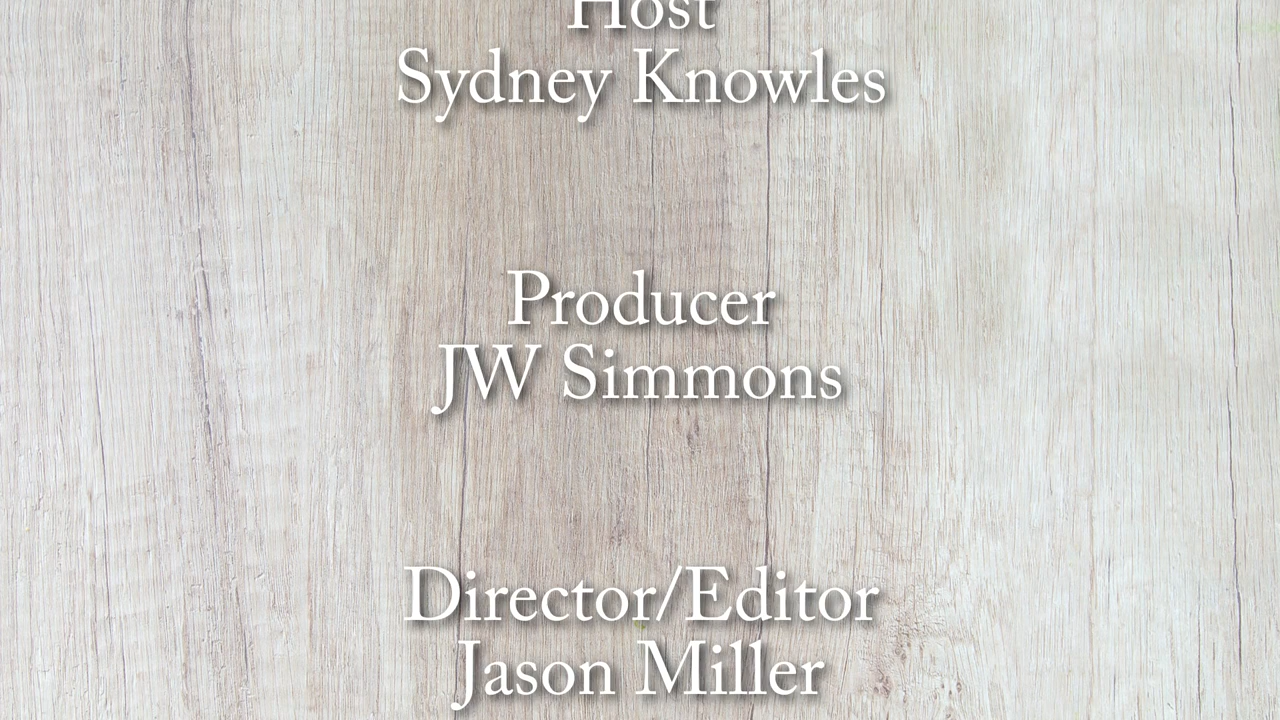 Host
Sydney Knowles
Producer
JW Simmons
Director/Editor
Jason Miller